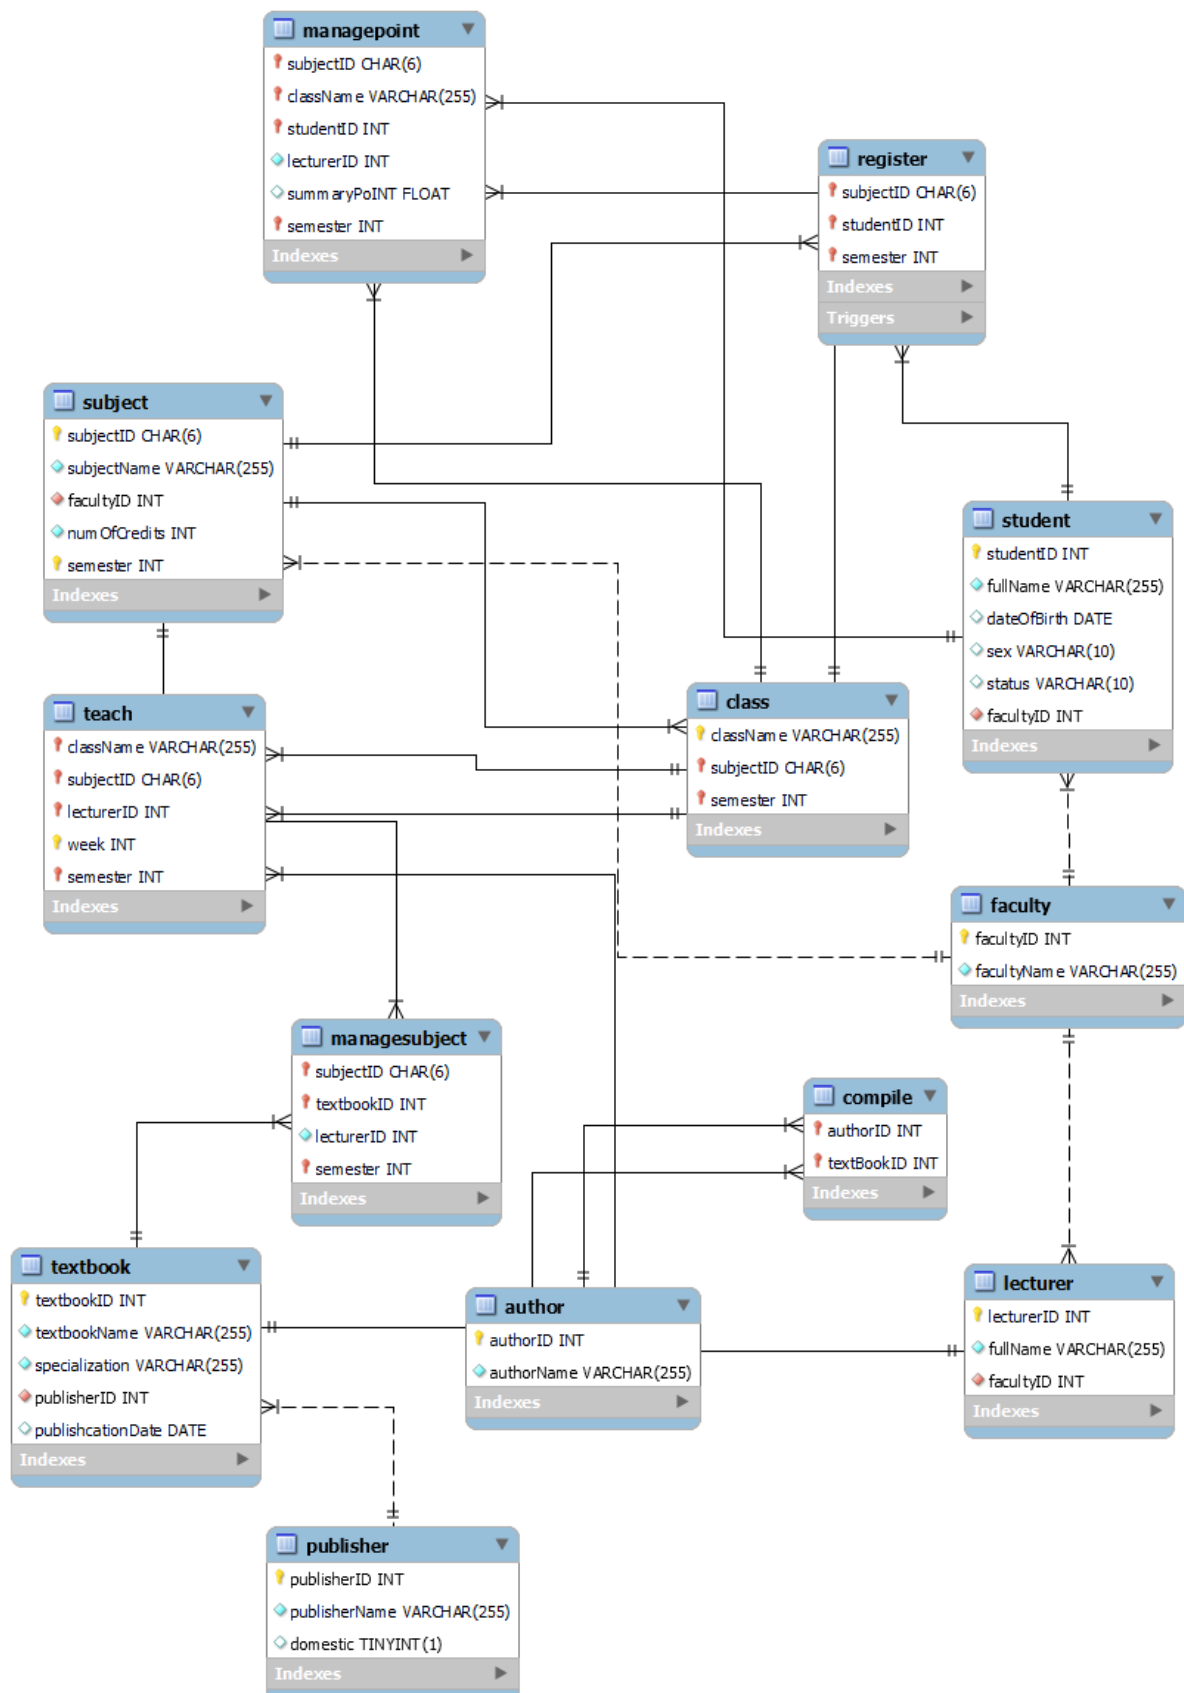 managepoint
subjectID CHAR(6)
className VARCHAR(255)
studentID INT
lecturerID INT
summaryPoINT FLOAT
semester INT
Indexes
register
subjectID CHAR(6)
studentID INT
semester INT
Indexes
Triggers
subject
subjectID CHAR(6)
subjectName VARCHAR(255)
facultyID INT
numOfCredits INT
semester INT
Indexes
student
studentID INT
fullName VARCHAR(255)
dateOfBirth DATE
sex VARCHAR(10)
status VARCHAR(10)
facultyID INT
Indexes
teach
className VARCHAR(255)
subjectID CHAR(6)
lecturerID INT
week INT
semester INT
Indexes
class
className VARCHAR(255)
subjectID CHAR(6)
semester INT
Indexes
faculty
facultyID INT
facultyName VARCHAR(255)
Indexes
managesubject
subjectID CHAR(6)
textbookID INT
lecturerID INT
semester INT
Indexes
compile
authorID INT
textBookID INT
Indexes
textbook
textbookID INT
textbookName VARCHAR(255)
specialization VARCHAR(255)
publisherID INT
publishcationDate DATE
Indexes
author
authorID INT
authorName VARCHAR(255)
Indexes
lecturer
lecturerID INT
fullName VARCHAR(255)
facultyID INT
Indexes
publisher
publisherID INT
publisherName VARCHAR(255)
domestic TINYINT(1)
Indexes